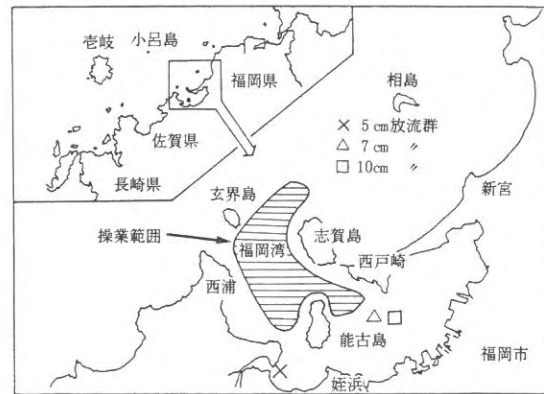 壱岐
小呂島
福岡県
佐賀県
長崎県
相島
× 5cm放流群
△ 7cm 〃
□ 10cm 〃
新宮
玄界島
操業範囲
福岡湾
志賀島
西戸崎
西浦
能古島
福岡市
姪浜